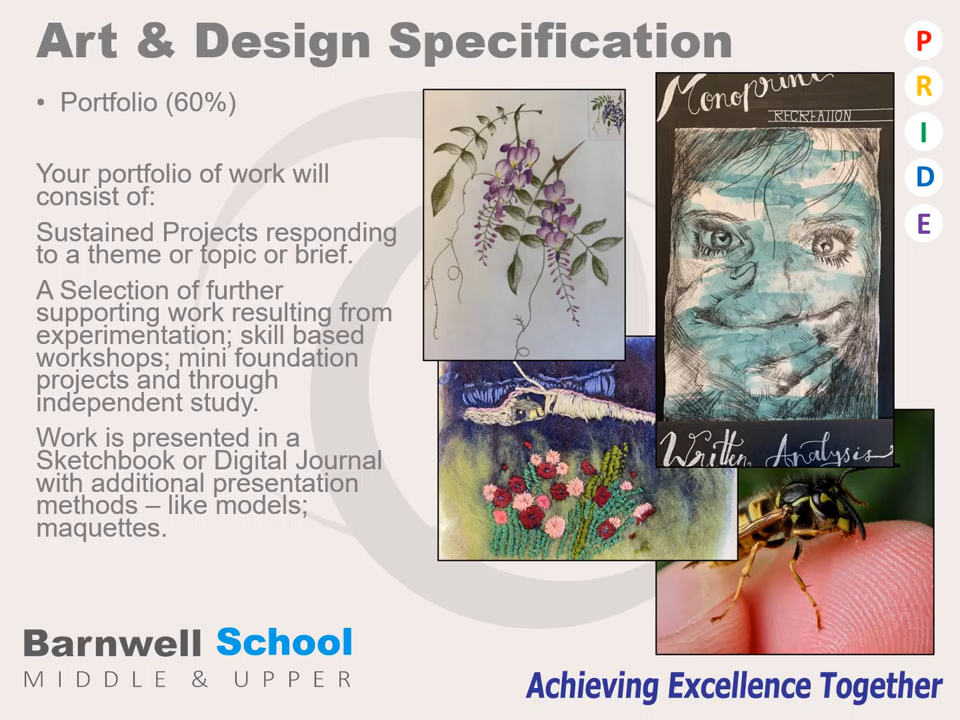 Art & Design Specification
• Portfolio (60%)
Your portfolio of work will
consist of:
Sustained Projects responding
to a theme or topic or brief.
A Selection of further
supporting work resulting from
experimentation; skill based
workshops; mini foundation
projects and through
independent study.
Work is presented in a
Sketchbook or Digital Journal
with additional presentation
methods – like models;
maquettes.
Monoprint
RECREATION
Written Analysis
P
R
I
D
E
Barnwell School
MIDDLE & UPPER
Achieving Excellence Together